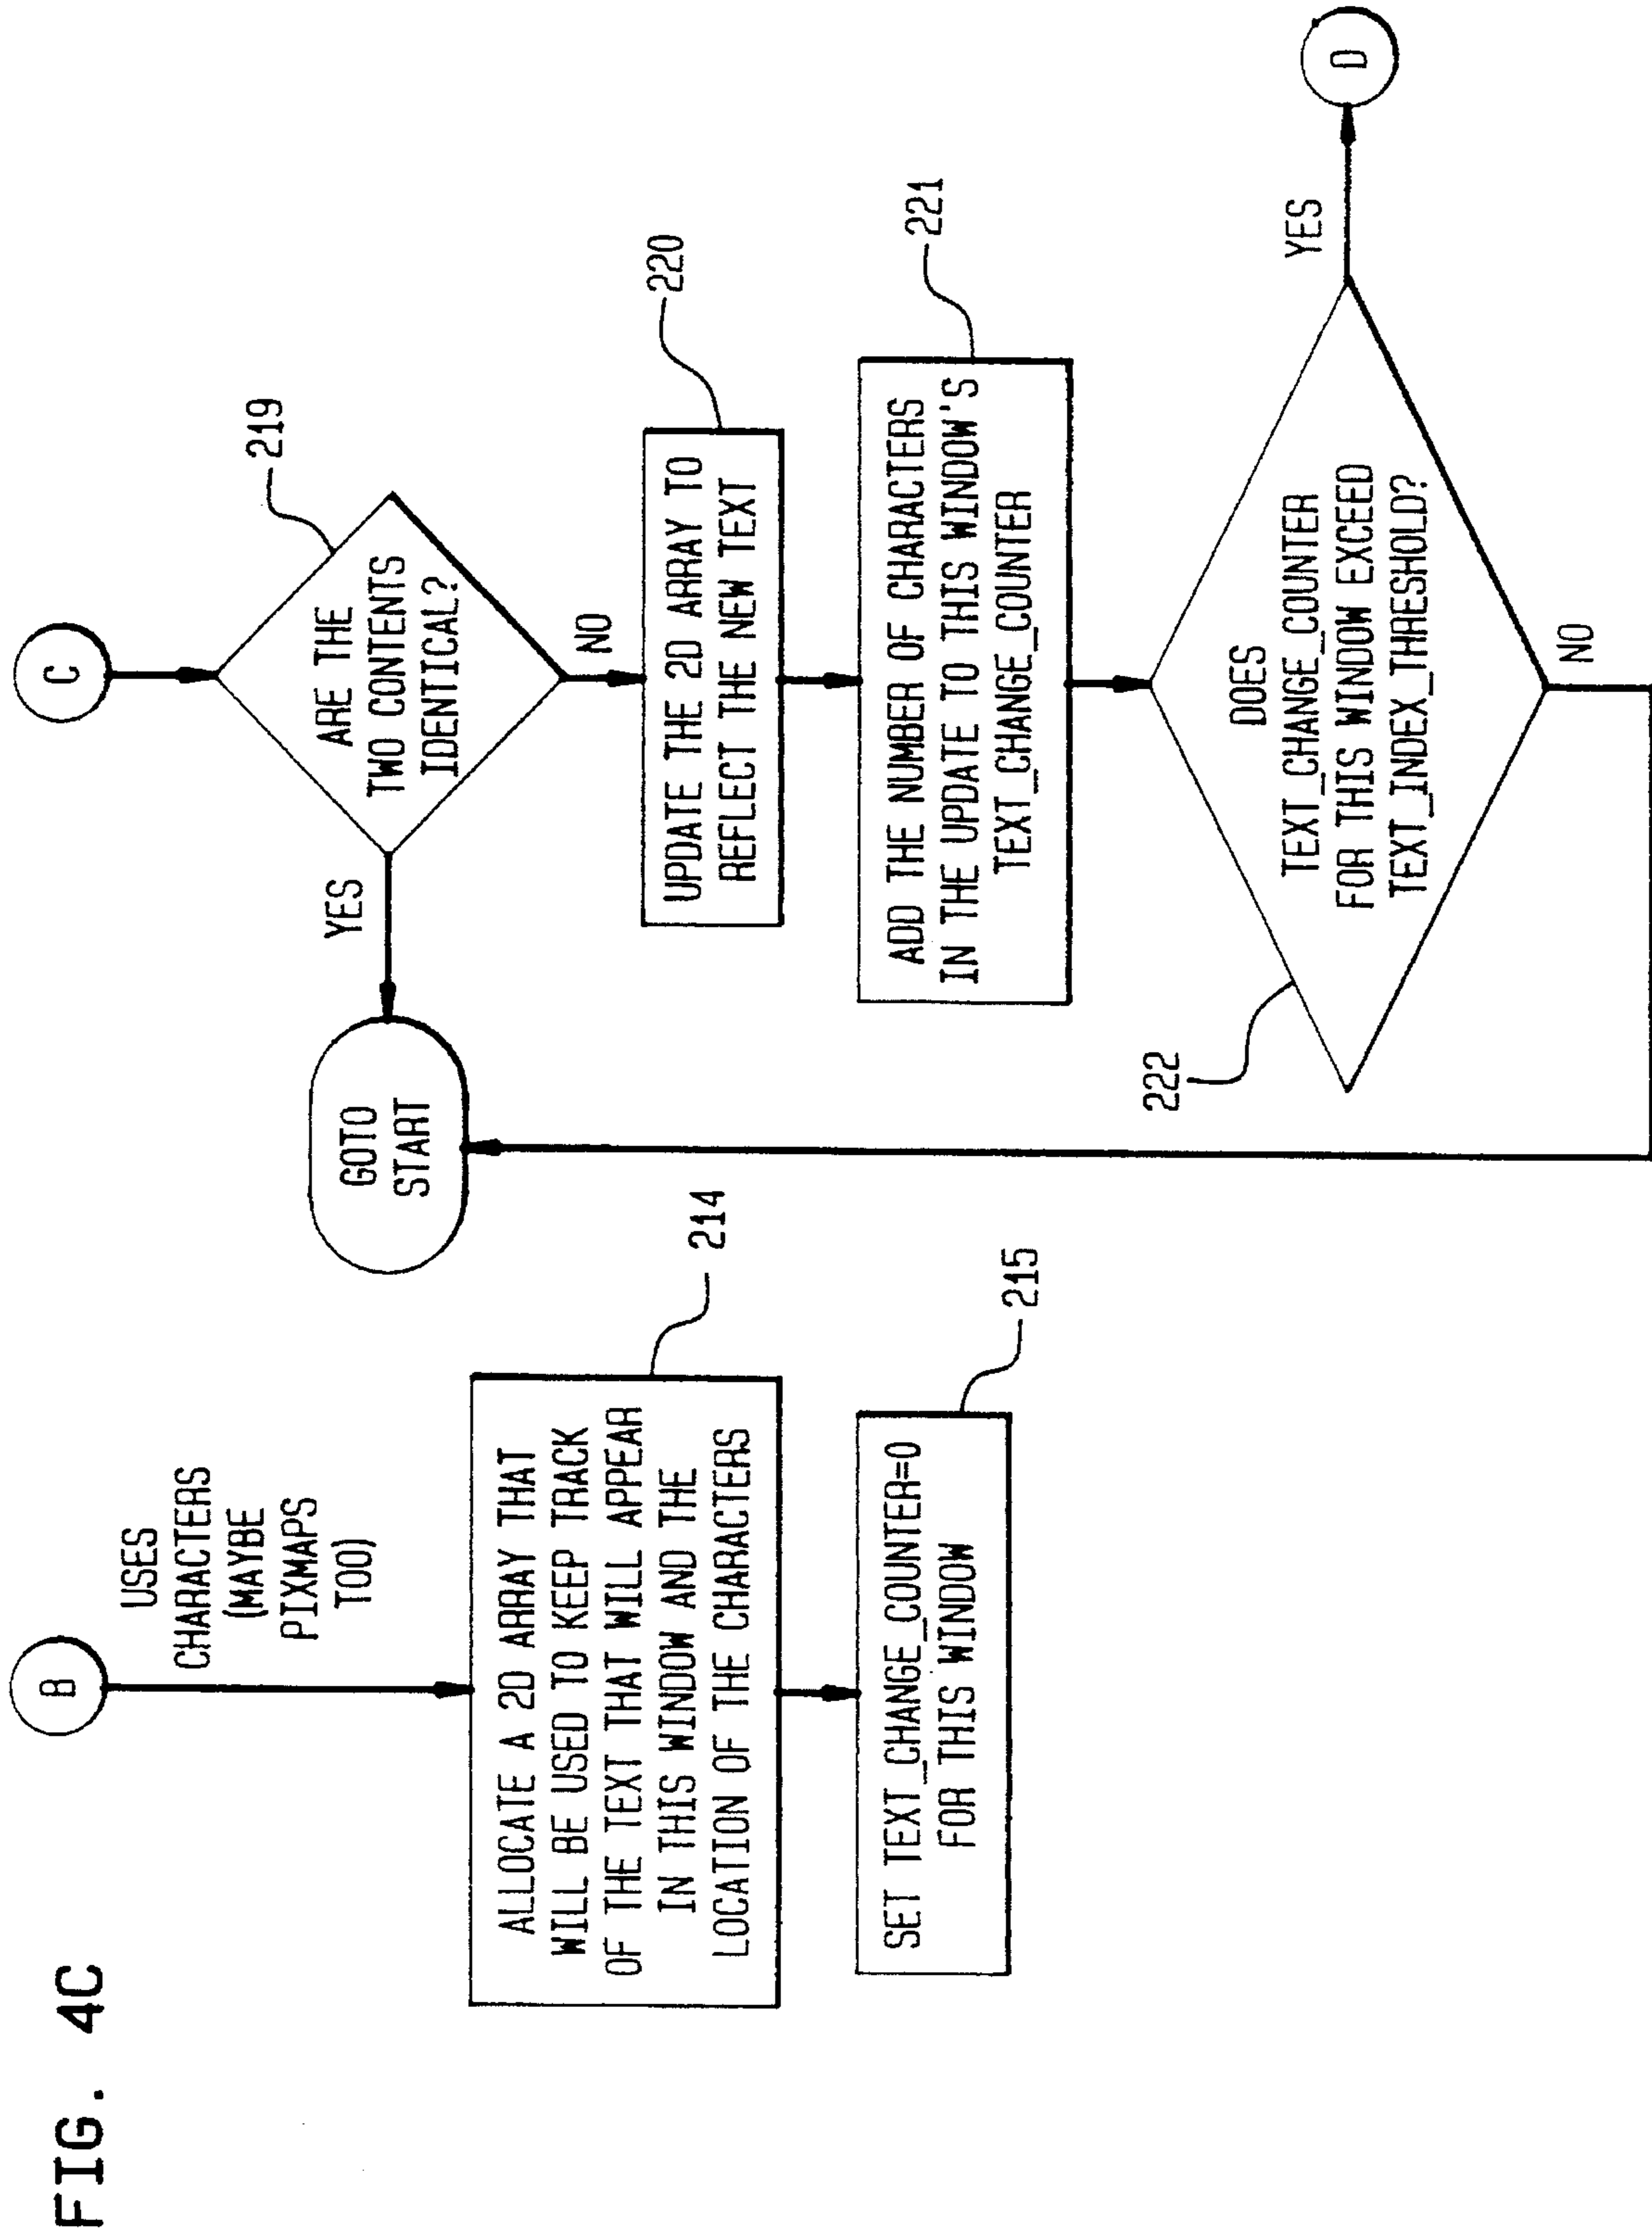 FIG. 4C
B
USES
CHARACTERS
(MAYBE
PIXMAPS
TOO)
ALLOCATE A 2D ARRAY THAT
WILL BE USED TO KEEP TRACK
OF THE TEXT THAT WILL APPEAR
IN THIS WINDOW AND THE
LOCATION OF THE CHARACTERS
214
SET TEXT_CHANGE_COUNTER=0
FOR THIS WINDOW
215
C
ARE THE
TWO CONTENTS
IDENTICAL?
219
YES
GOTO
START
NO
UPDATE THE 2D ARRAY TO
REFLECT THE NEW TEXT
220
ADD THE NUMBER OF CHARACTERS
IN THE UPDATE TO THIS WINDOW'S
TEXT_CHANGE_COUNTER
221
222
DOES
TEXT_CHANGE_COUNTER
FOR THIS WINDOW EXCEED
TEXT_INDEX_THRESHOLD?
YES
D
NO